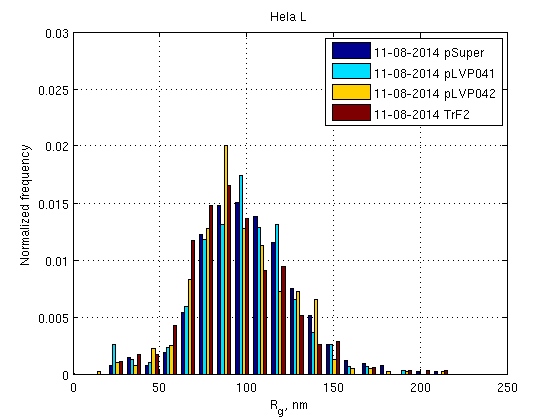 Hela L
0.03
0.025
0.02
0.015
0.01
0.005
0
Normalized frequency
11-08-2014 pSuper
11-08-2014 pLVP041
11-08-2014 pLVP042
11-08-2014 TrF2
0 50 100 150 200 250
Rg, nm